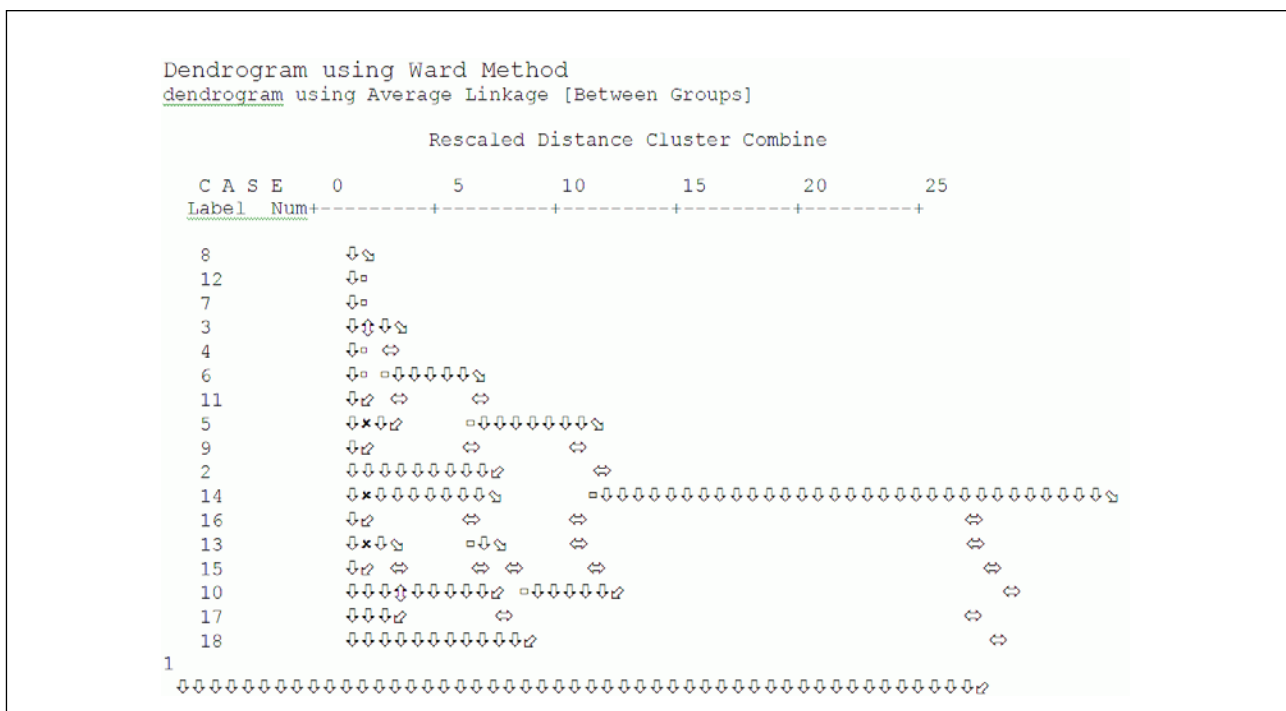 Dendrogram using Ward Method
dendrogram using Average Linkage [Between Groups]
Rescaled Distance Cluster Combine
C A S E 0 5 10 15 20 25
Label Num+---------+---------+---------+---------+---------+
8 ⇩⬂
12 ⇩▫
7 ⇩▫
3 ⇩⇧⇩⬂
4 ⇩▫ ⬄
6 ⇩▫ ▫⇩⇩⇩⇩⇩⬂
11 ⇩⬃ ⬄ ⬄
5 ⇩×⇩⬃ ▫⇩⇩⇩⇩⇩⇩⇩⬂
9 ⇩⬃ ⬄ ⬄
2 ⇩⇩⇩⇩⇩⇩⇩⇩⇩⬃ ⬄
14 ⇩×⇩⇩⇩⇩⇩⇩⇩⬂ ▫⇩⇩⇩⇩⇩⇩⇩⇩⇩⇩⇩⇩⇩⇩⇩⇩⇩⇩⇩⇩⇩⇩⇩⇩⇩⇩⇩⇩⇩⇩⇩⬂
16 ⇩⬃ ⬄ ⬄ ⬄
13 ⇩×⇩⬂ ▫⇩⬂ ⬄ ⬄
15 ⇩⬃ ⬄ ⬄ ⬄ ⬄ ⬄
10 ⇩⇩⇩⇧⇩⇩⇩⇩⇩⬃ ▫⇩⇩⇩⇩⇩⬃ ⬄
17 ⇩⇩⇩⬃ ⬄ ⬄
18 ⇩⇩⇩⇩⇩⇩⇩⇩⇩⇩⇩⬃ ⬄
1
⇩⇩⇩⇩⇩⇩⇩⇩⇩⇩⇩⇩⇩⇩⇩⇩⇩⇩⇩⇩⇩⇩⇩⇩⇩⇩⇩⇩⇩⇩⇩⇩⇩⇩⇩⇩⇩⇩⇩⇩⇩⇩⇩⇩⇩⇩⇩⇩⇩⬃